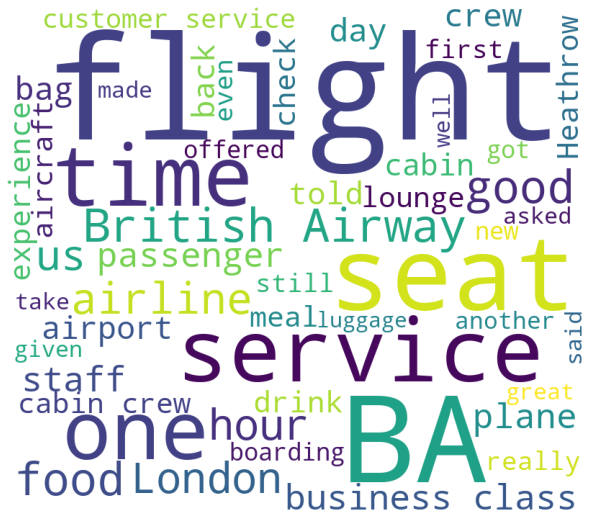 customer service
crew
flight
day
first
Heathrow
back
even
check
bag
made
well
aircraft
experience
offered
got
time
cabin
told
lounge
good
asked
British Airway
new
us
passenger
seat
still
take
airline
meal
luggage
another
said
airport
service
given
staff
great
cabin crew
drink
BA
plane
one
hour
boarding
really
food
London
business class